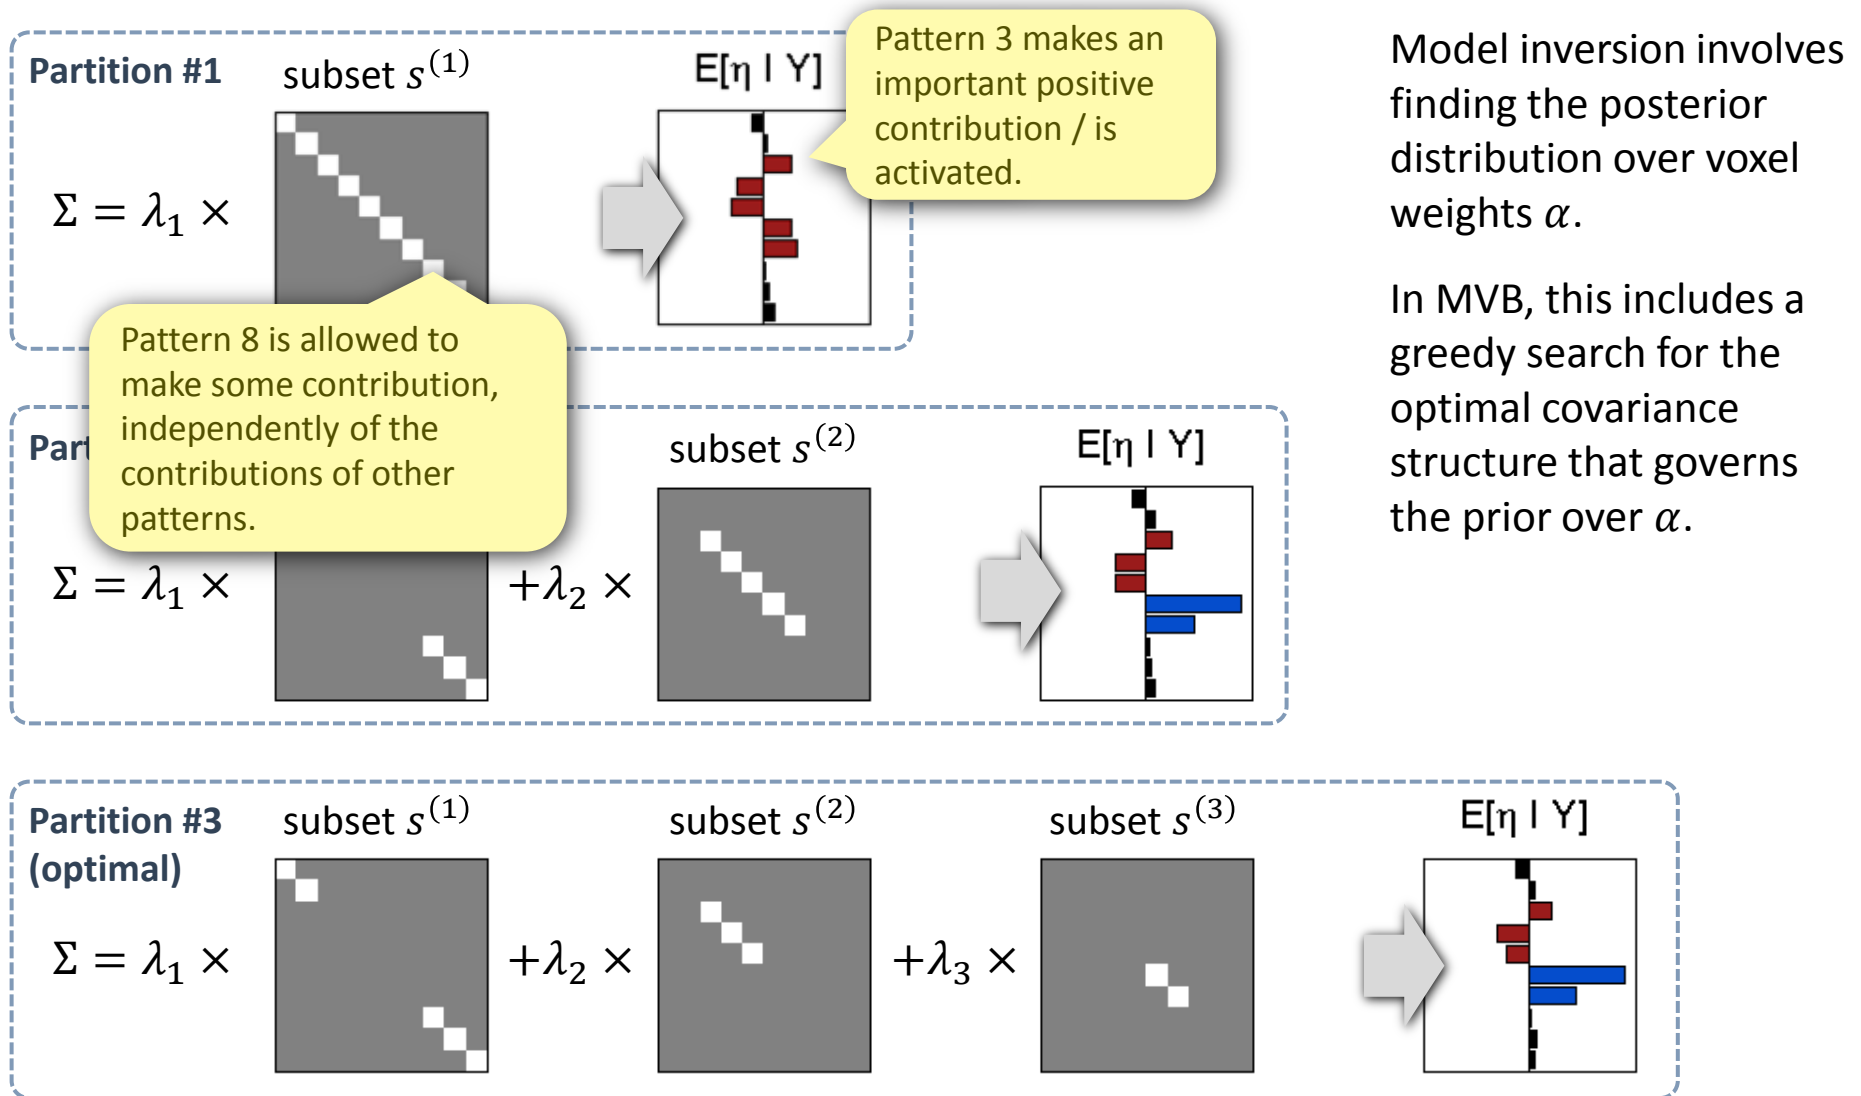 Partition #1
subset s^(1)
E[η | Y]
Pattern 3 makes an
important positive
contribution / is
activated.
Σ = λ₁ ×
Pattern 8 is allowed to
make some contribution,
independently of the
contributions of other
patterns.
Part
subset s^(2)
E[η | Y]
Σ = λ₁ ×
+λ₂ ×
Partition #3
(optimal)
subset s^(1)
subset s^(2)
subset s^(3)
E[η | Y]
Σ = λ₁ ×
+λ₂ ×
+λ₃ ×
Model inversion involves
finding the posterior
distribution over voxel
weights α.
In MVB, this includes a
greedy search for the
optimal covariance
structure that governs
the prior over α.